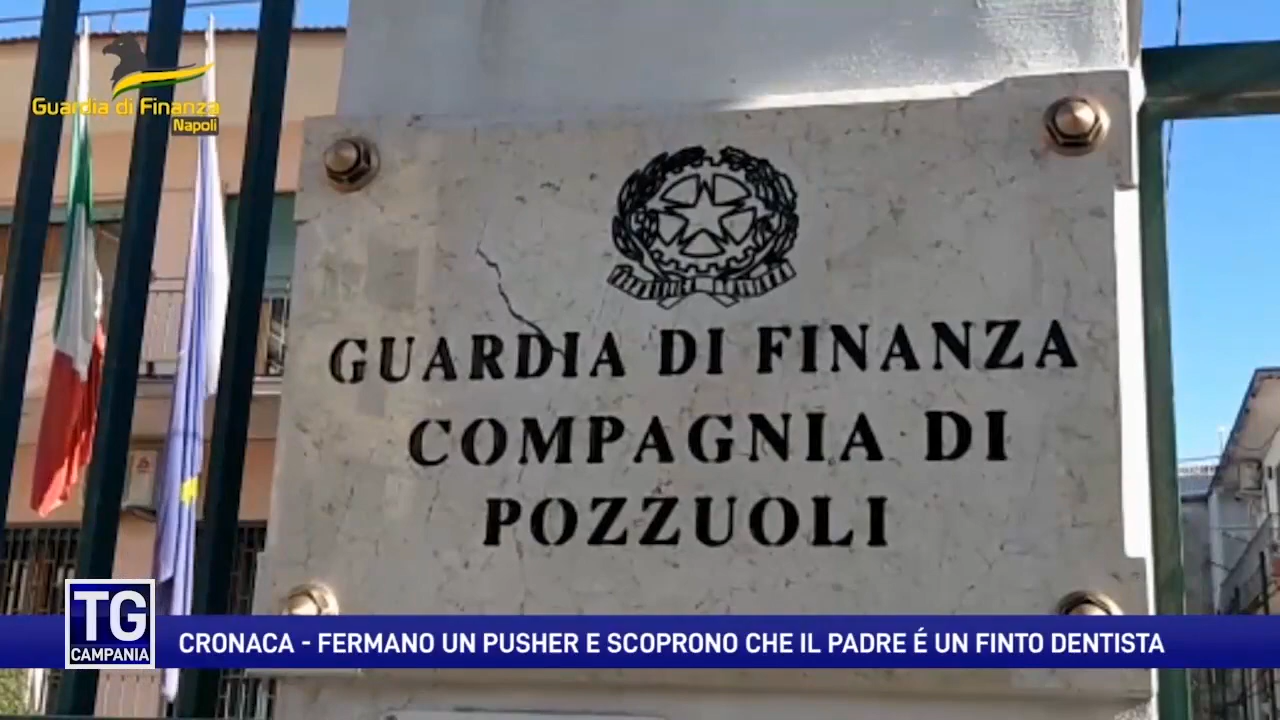 Guardia di Finanza
Napoli
GUARDIA DI FINANZA
COMPAGNIA DI
POZZUOLI
TG
CAMPANIA
CRONACA - FERMANO UN PUSHER E SCOPRONO CHE IL PADRE É UN FINTO DENTISTA